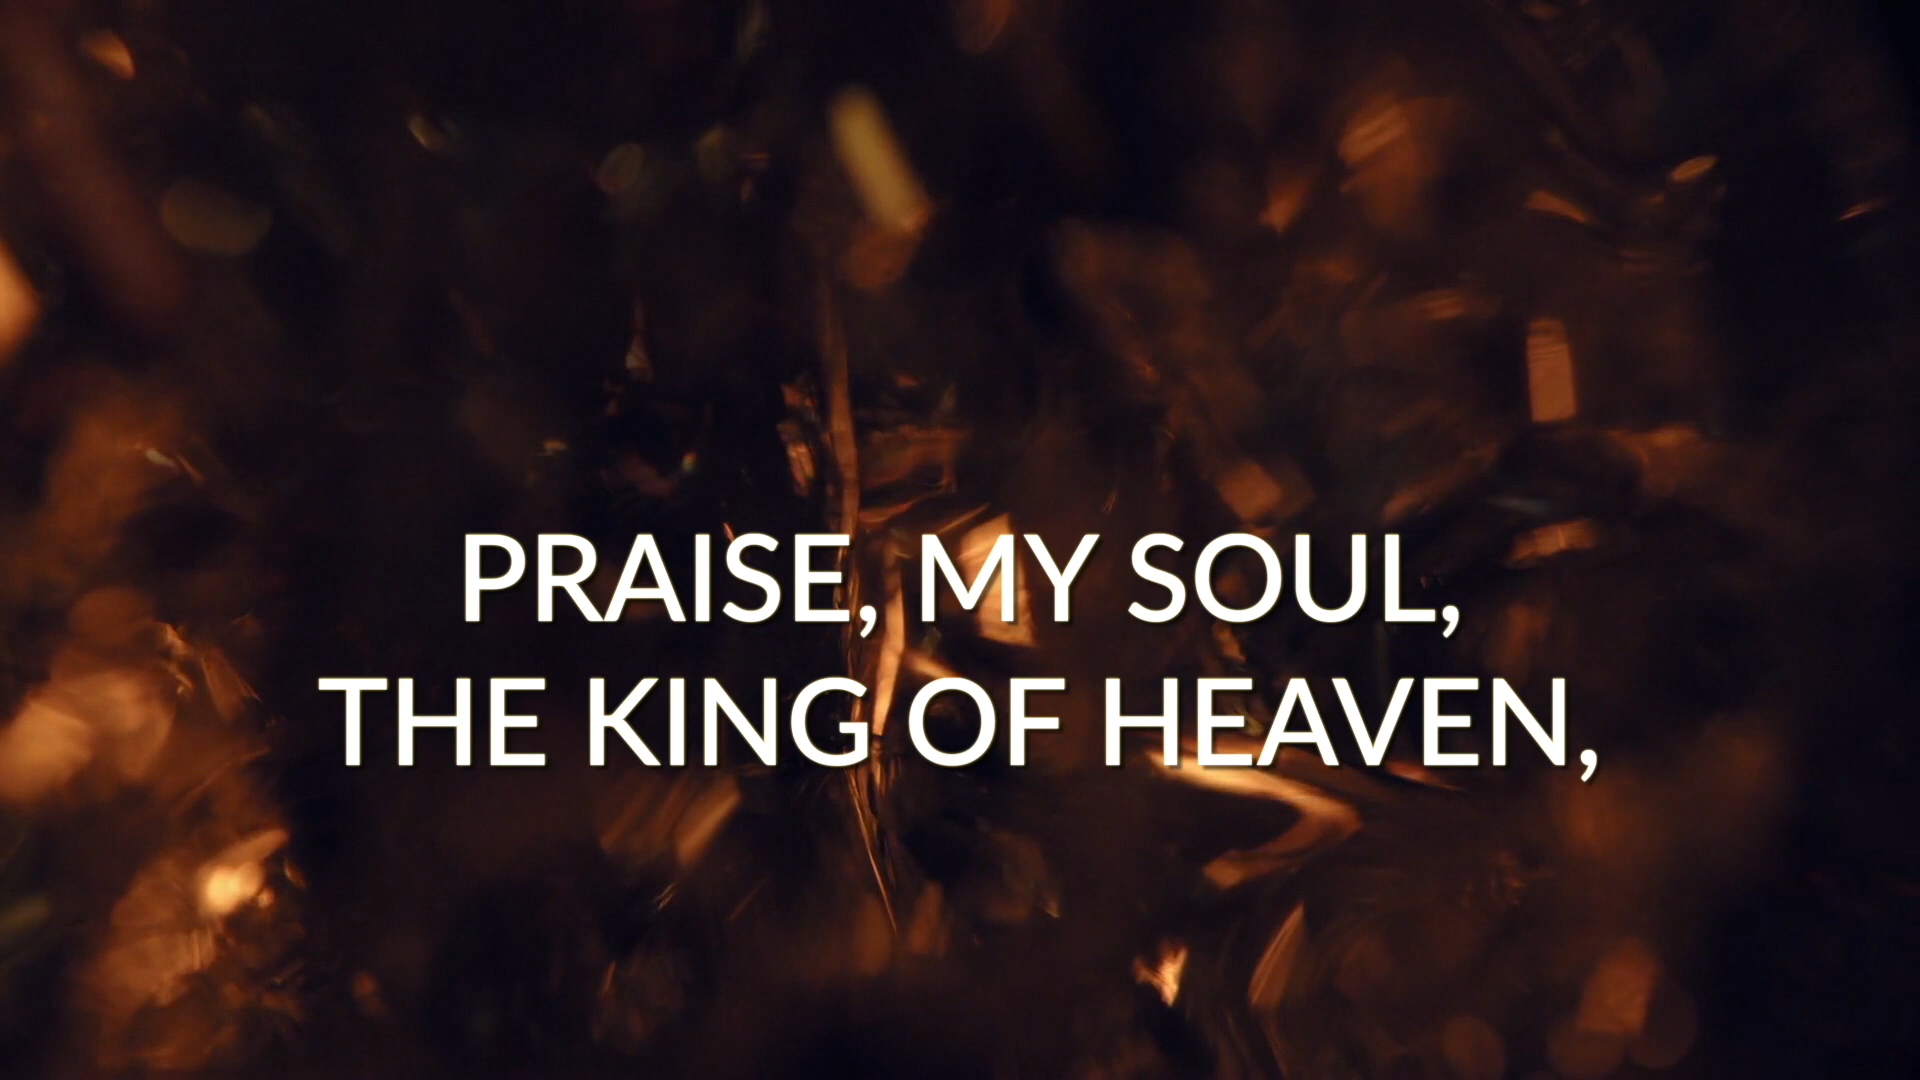 PRAISE, MY SOUL,
THE KING OF HEAVEN,